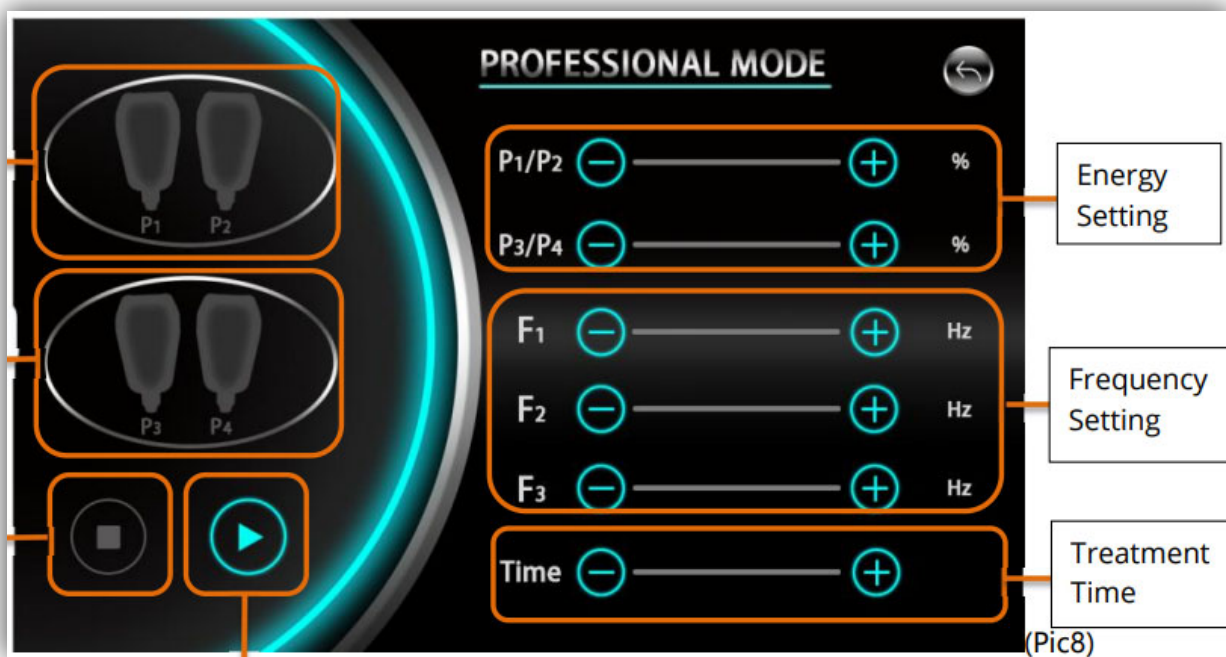 PROFESSIONAL MODE
P1 P2
P3 P4
P1/P2 %
P3/P4 %
F1 Hz
F2 Hz
F3 Hz
Time
Energy
Setting
Frequency
Setting
Treatment
Time
(Pic8)